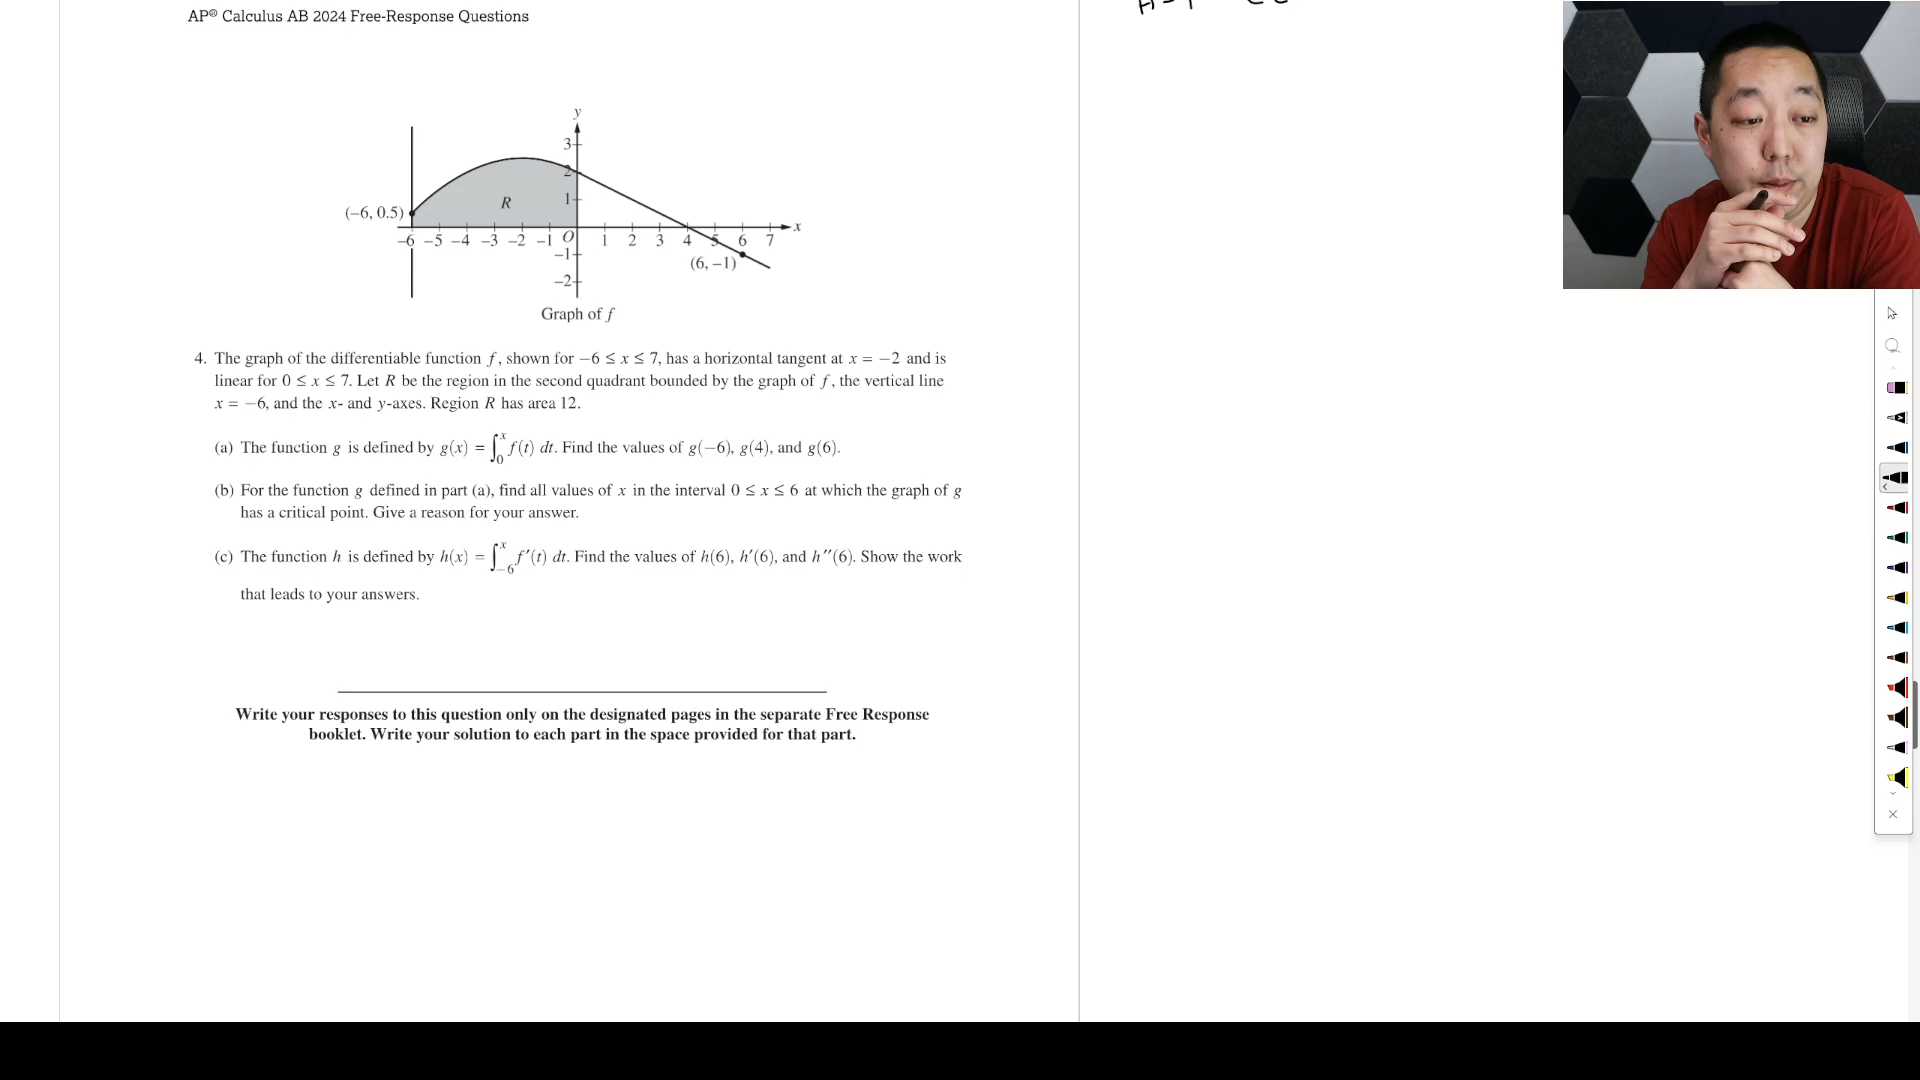 AP® Calculus AB 2024 Free-Response Questions
y
3
2
1
R
(−6, 0.5)
−6 −5 −4 −3 −2 −1 O 1 2 3 4 5 6 7 x
−1
(6, −1)
−2
Graph of f
4. The graph of the differentiable function f, shown for −6 ≤ x ≤ 7, has a horizontal tangent at x = −2 and is
linear for 0 ≤ x ≤ 7. Let R be the region in the second quadrant bounded by the graph of f, the vertical line
x = −6, and the x- and y-axes. Region R has area 12.
(a) The function g is defined by g(x) = ∫₀ˣ f(t) dt. Find the values of g(−6), g(4), and g(6).
(b) For the function g defined in part (a), find all values of x in the interval 0 ≤ x ≤ 6 at which the graph of g
has a critical point. Give a reason for your answer.
(c) The function h is defined by h(x) = ∫₋₆ˣ f′(t) dt. Find the values of h(6), h′(6), and h″(6). Show the work
that leads to your answers.
Write your responses to this question only on the designated pages in the separate Free Response
booklet. Write your solution to each part in the space provided for that part.